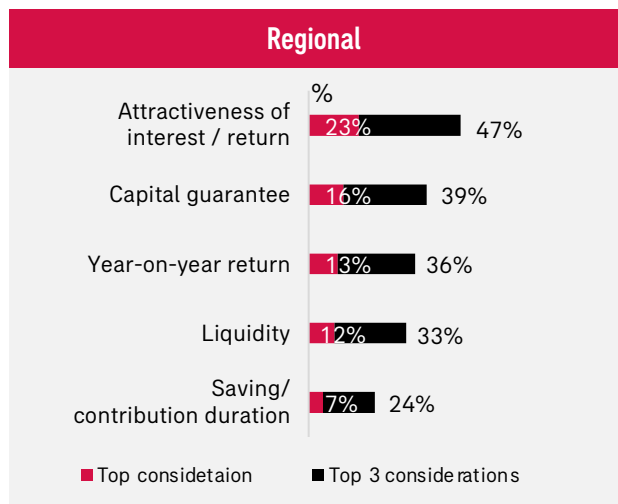 Regional
%
Attractiveness of
interest / return
23%
47%
Capital guarantee
16%
39%
Year-on-year return
13%
36%
Liquidity
12%
33%
Saving/
contribution duration
7%
24%
Top considetaion
Top 3 considerations